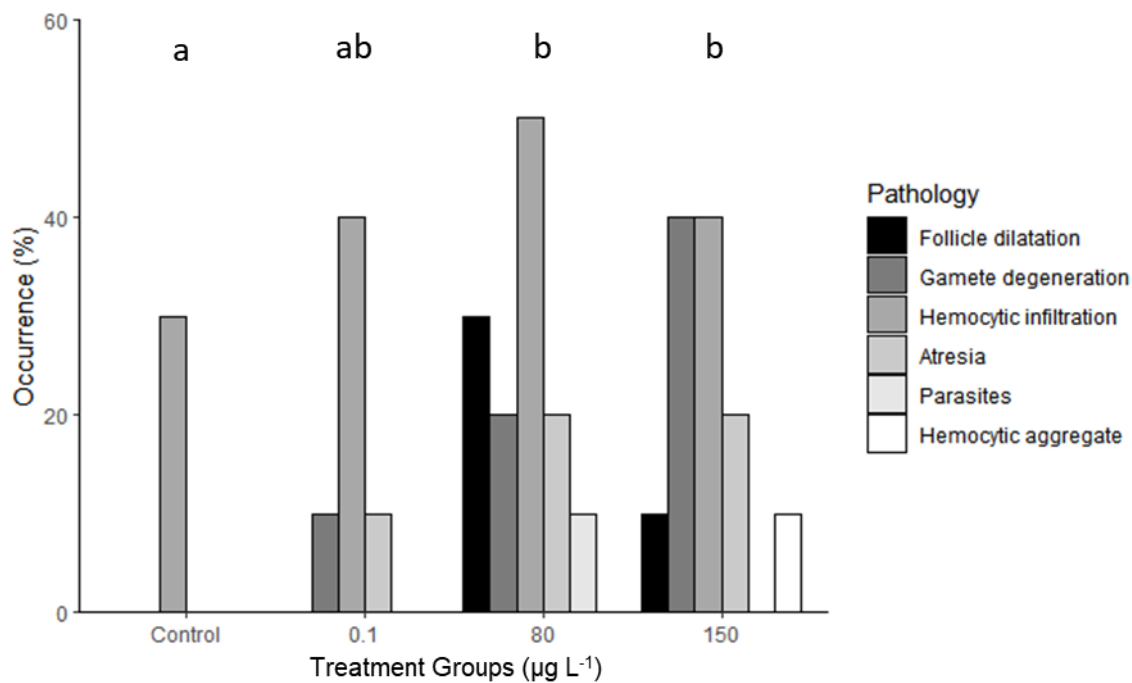 60
a
ab
b
b
40
20
0
Occurrence (%)
Control
0.1
80
150
Treatment Groups (µg L⁻¹)
Pathology
Follicle dilatation
Gamete degeneration
Hemocytic infiltration
Atresia
Parasites
Hemocytic aggregate